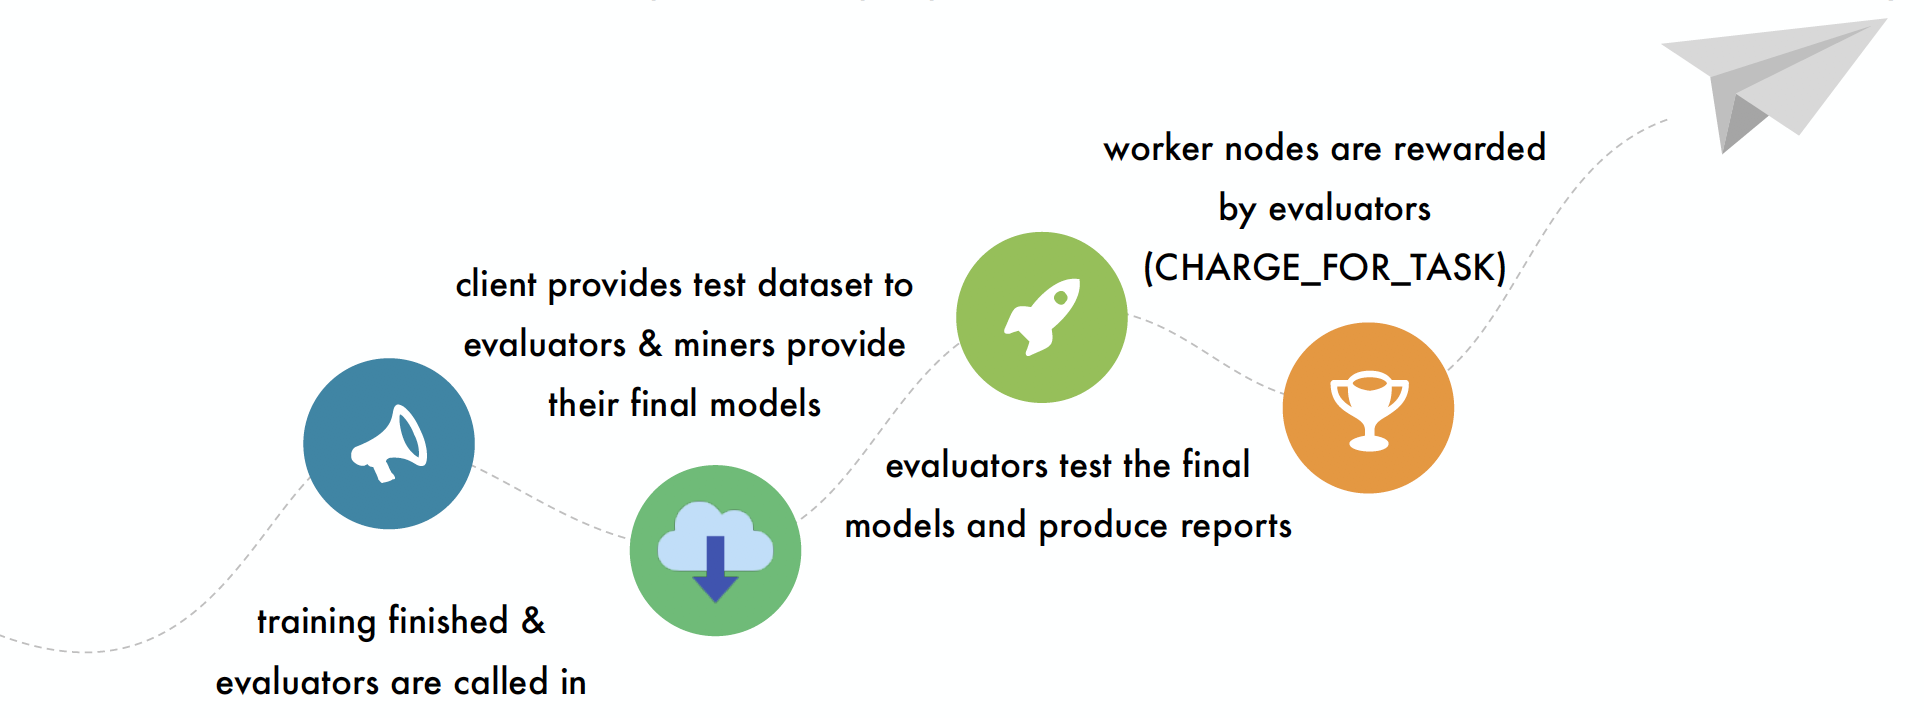 training finished &
evaluators are called in
client provides test dataset to
evaluators & miners provide
their final models
evaluators test the final
models and produce reports
worker nodes are rewarded
by evaluators
(CHARGE_FOR_TASK)